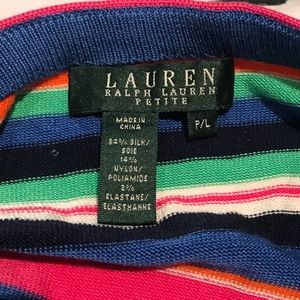 LAUREN
RALPH LAUREN
PETITE
MADE IN
CHINA
P/L
84% SILK/
SOIE
14%
NYLON/
POLIAMIDE
2%
ELASTANE/
ELASTHANNE